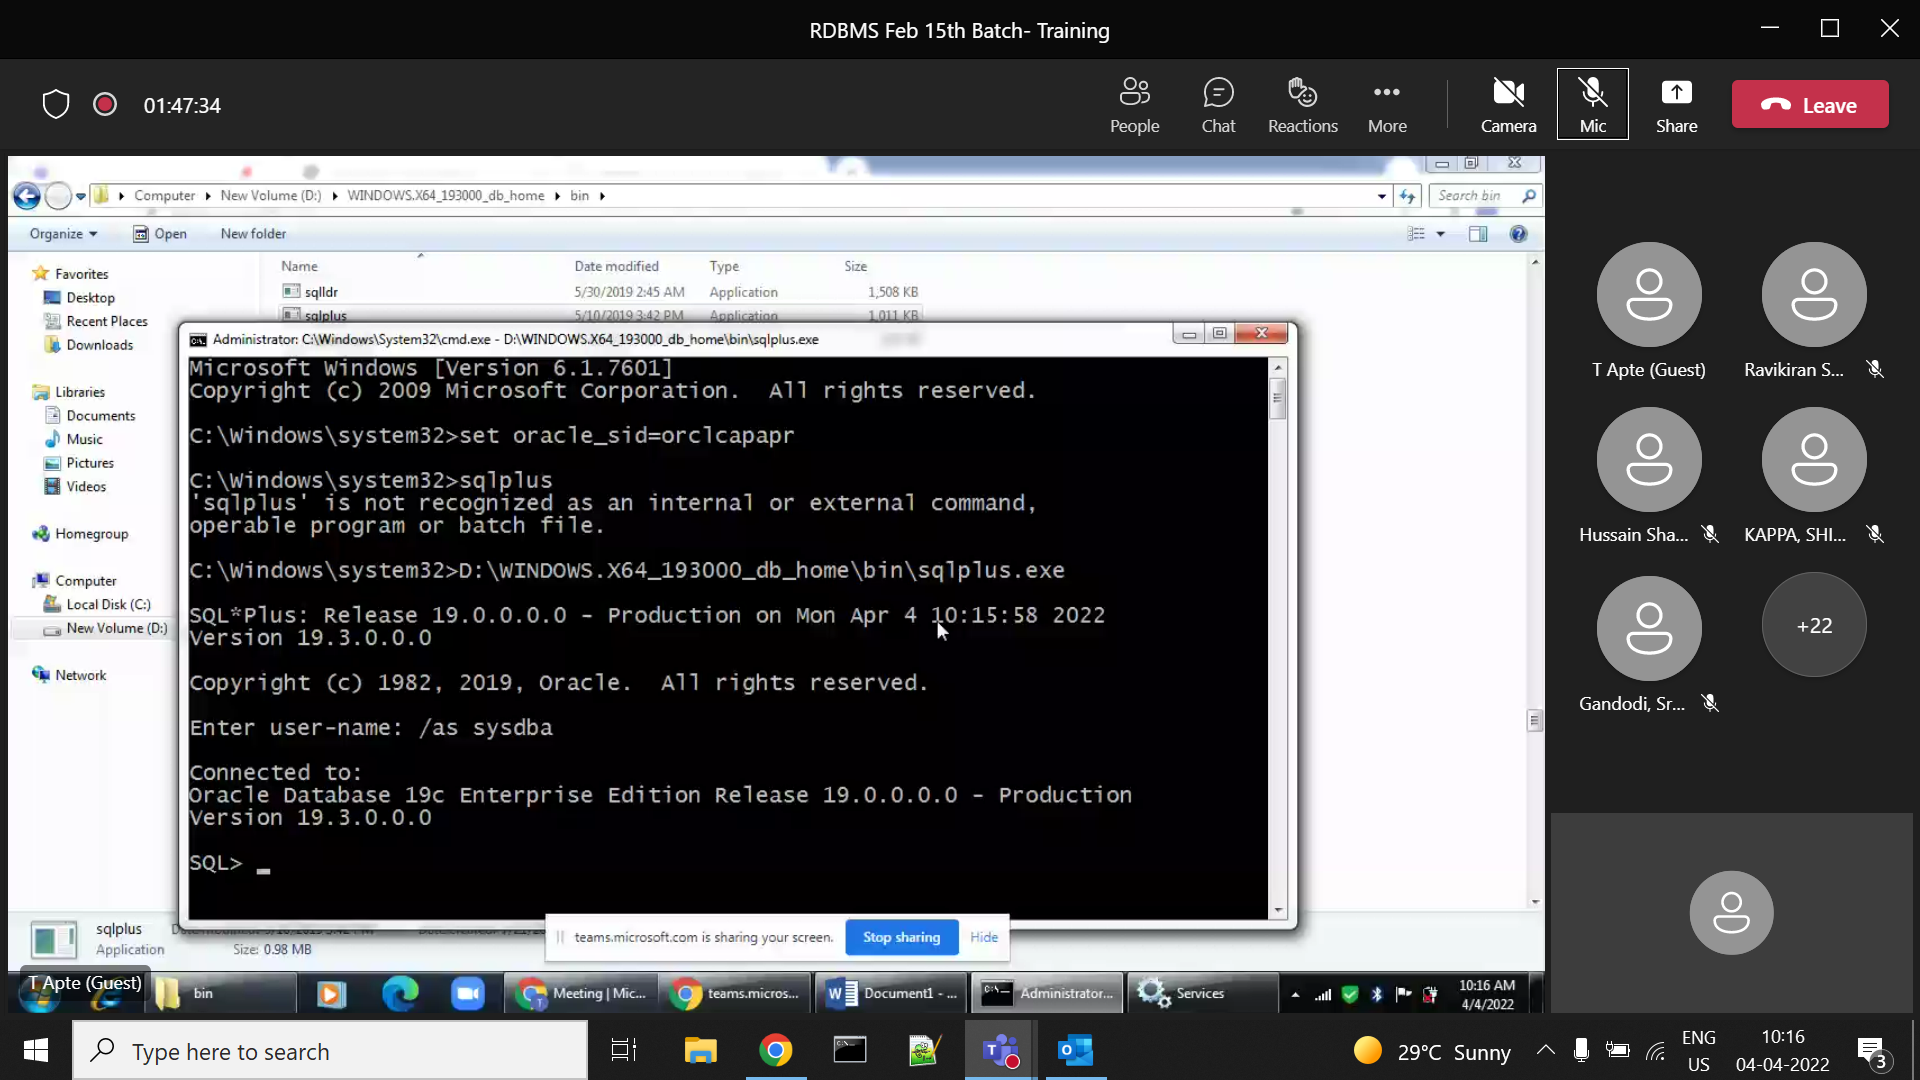 RDBMS Feb 15th Batch- Training
01:47:34
People
Chat
Reactions
More
Camera
Mic
Share
Leave
Computer
New Volume (D:)
WINDOWS.X64_193000_db_home
bin
Search bin
Organize
Open
New folder
Name
Date modified
Type
Size
sqlldr
5/30/2019 2:45 AM
Application
1,508 KB
sqlplus
5/10/2019 3:42 PM
Application
1,011 KB
Favorites
Desktop
Recent Places
Downloads
Libraries
Documents
Music
Pictures
Videos
Homegroup
Computer
Local Disk (C:)
New Volume (D:)
Network
Administrator: C:\Windows\System32\cmd.exe - D:\WINDOWS.X64_193000_db_home\bin\sqlplus.exe
Microsoft Windows [Version 6.1.7601]
Copyright (c) 2009 Microsoft Corporation.  All rights reserved.
C:\Windows\system32>set oracle_sid=orclcapapr
C:\Windows\system32>sqlplus
'sqlplus' is not recognized as an internal or external command,
operable program or batch file.
C:\Windows\system32>D:\WINDOWS.X64_193000_db_home\bin\sqlplus.exe
SQL*Plus: Release 19.0.0.0.0 - Production on Mon Apr 4 10:15:58 2022
Version 19.3.0.0.0
Copyright (c) 1982, 2019, Oracle.  All rights reserved.
Enter user-name: /as sysdba
Connected to:
Oracle Database 19c Enterprise Edition Release 19.0.0.0.0 - Production
Version 19.3.0.0.0
SQL> _
sqlplus
Application
Size: 0.98 MB
teams.microsoft.com is sharing your screen.
Stop sharing
Hide
T Apte (Guest)
bin
Meeting | Mic...
teams.micros...
Document1 - ...
Administrator...
Services
10:16 AM
4/4/2022
T Apte (Guest)
Ravikiran S...
Hussain Sha...
KAPPA, SHI...
Gandodi, Sr...
+22
Type here to search
29°C Sunny
ENG
US
10:16
04-04-2022
3